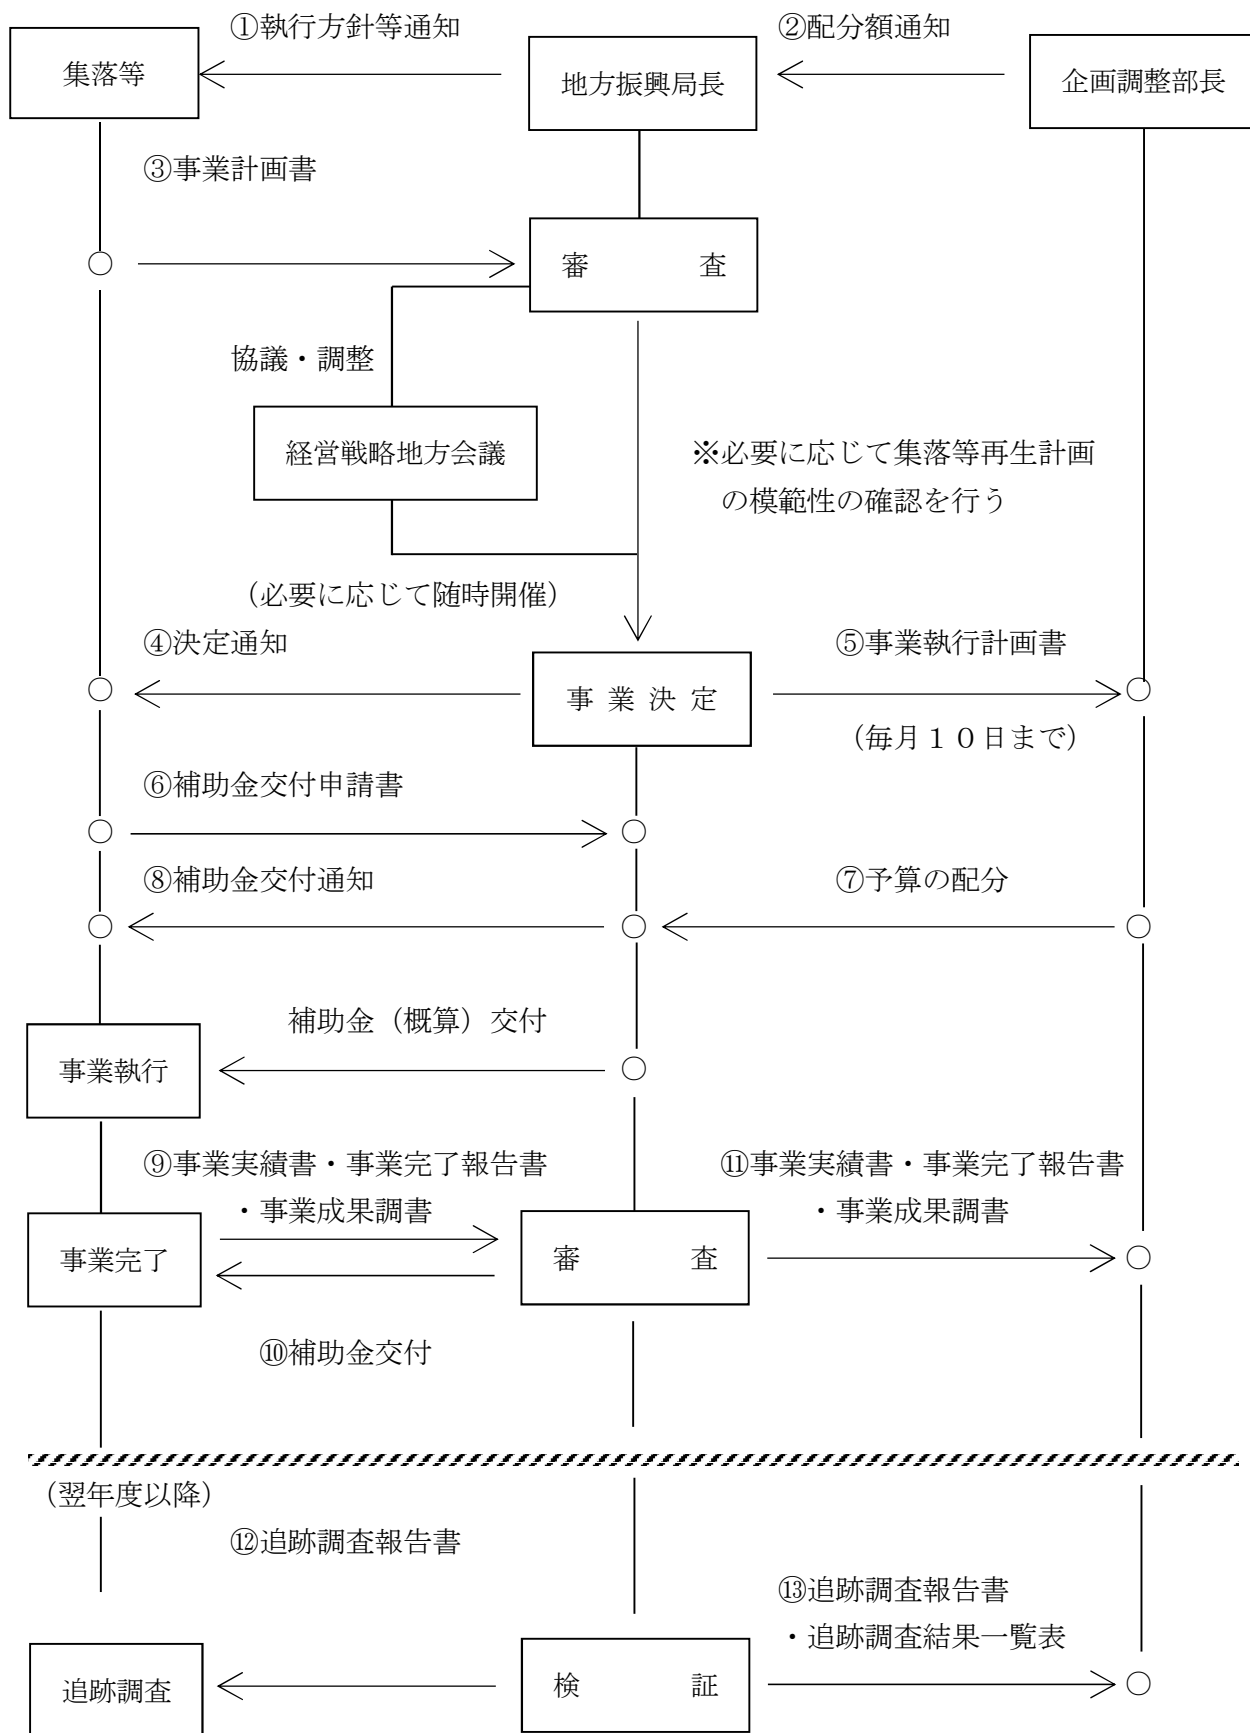 ①執行方針等通知
②配分額通知
集落等
地方振興局長
企画調整部長
③事業計画書
○
審　　　査
協議・調整
経営戦略地方会議
※必要に応じて集落等再生計画
の模範性の確認を行う
（必要に応じて随時開催）
④決定通知
⑤事業執行計画書
○
事 業 決 定
○
（毎月１０日まで）
⑥補助金交付申請書
○
○
⑧補助金交付通知
⑦予算の配分
○
○
○
補助金（概算）交付
事業執行
○
⑨事業実績書・事業完了報告書
・事業成果調書
⑪事業実績書・事業完了報告書
・事業成果調書
事業完了
審　　　査
○
⑩補助金交付
（翌年度以降）
⑫追跡調査報告書
⑬追跡調査報告書
・追跡調査結果一覧表
追跡調査
検　　　証
○